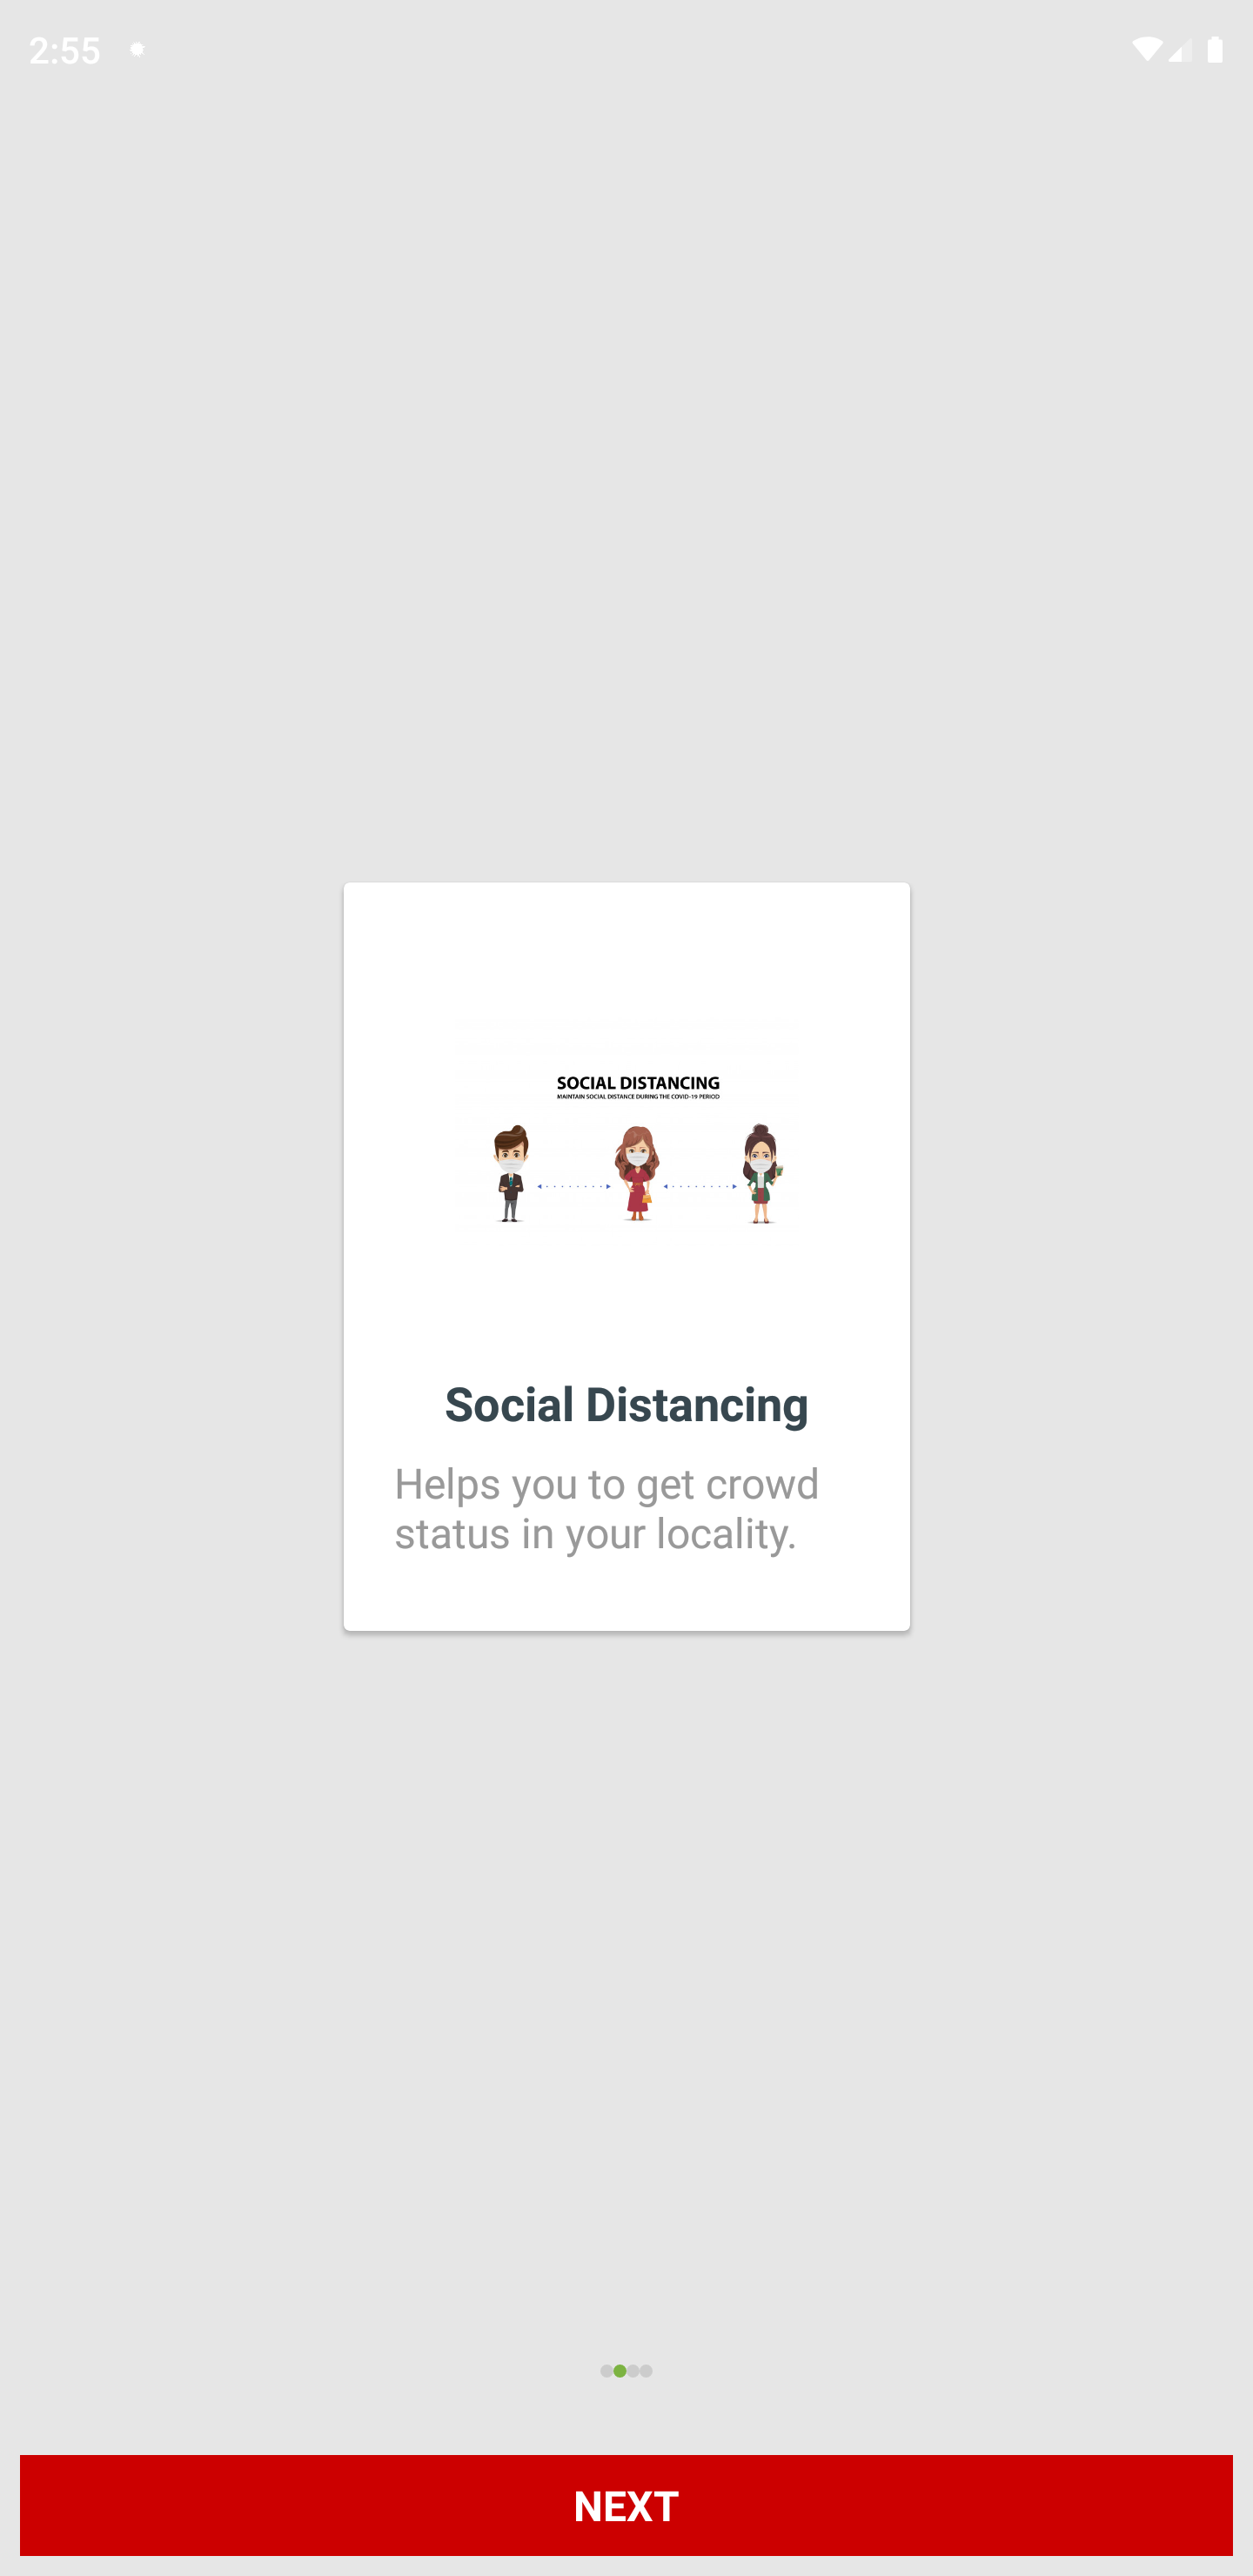 2:55
SOCIAL DISTANCING
MAINTAIN SOCIAL DISTANCE DURING THE COVID-19 PERIOD
Social Distancing
Helps you to get crowd
status in your locality.
NEXT